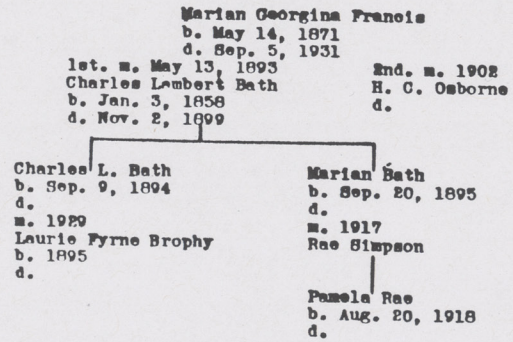 Marian Georgina Francis
b. May 14, 1871
d. Sep. 5, 1931
1st. m. May 13, 1893
Charles Lambert Bath
b. Jan. 3, 1858
d. Nov. 2, 1899
2nd. m. 1902
H. C. Osborne
d.
Charles L. Bath
b. Sep. 9, 1894
d.
m. 1929
Laurie Fyrne Brophy
b. 1895
d.
Marian Bath
b. Sep. 20, 1895
d.
m. 1917
Rae Simpson
Pamela Rae
b. Aug. 20, 1918
d.